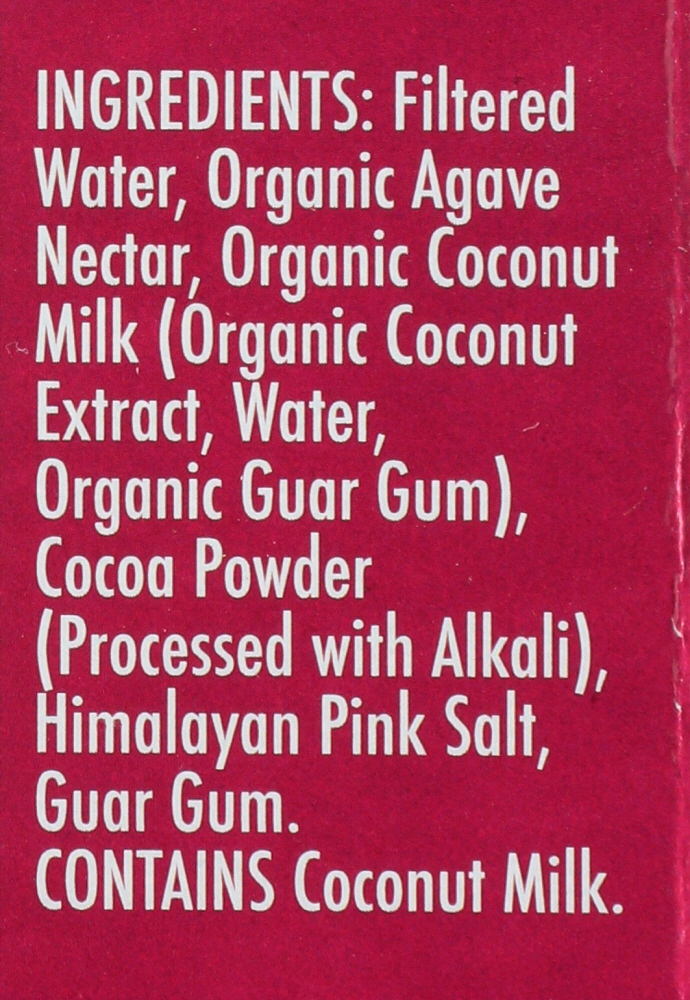 INGREDIENTS: Filtered
Water, Organic Agave
Nectar, Organic Coconut
Milk (Organic Coconut
Extract, Water,
Organic Guar Gum),
Cocoa Powder
(Processed with Alkali),
Himalayan Pink Salt,
Guar Gum.
CONTAINS Coconut Milk.